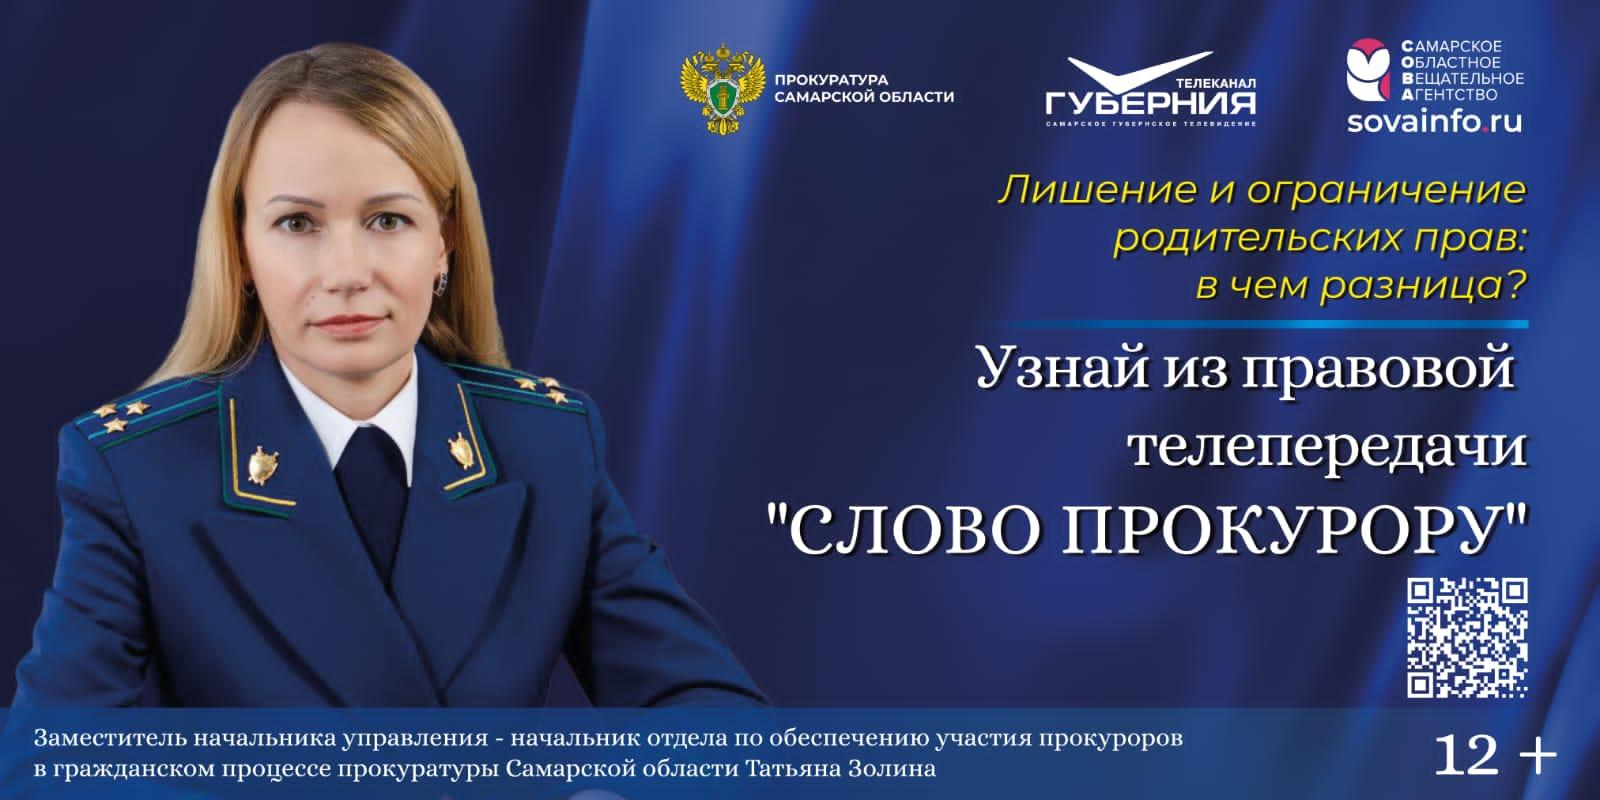 ПРОКУРАТУРА
САМАРСКОЙ ОБЛАСТИ
ТЕЛЕКАНАЛ
ГУБЕРНИЯ
САМАРСКОЕ ГУБЕРНСКОЕ ТЕЛЕВИДЕНИЕ
САМАРСКОЕ
ОБЛАСТНОЕ
ВЕЩАТЕЛЬНОЕ
АГЕНТСТВО
sovainfo.ru
Лишение и ограничение
родительских прав:
в чем разница?
Узнай из правовой
телепередачи
"СЛОВО ПРОКУРОРУ"
Заместитель начальника управления - начальник отдела по обеспечению участия прокуроров
в гражданском процессе прокуратуры Самарской области Татьяна Золина
12 +